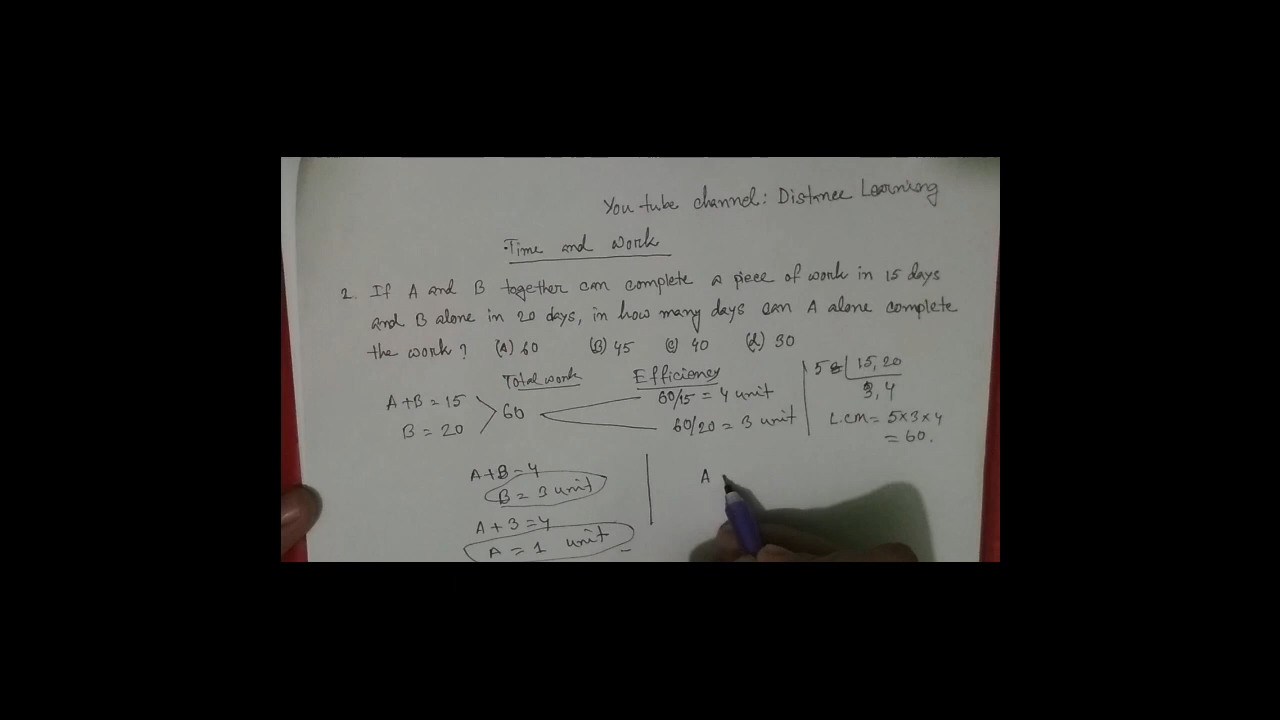 You tube channel: Distance Learning
Time and work
2. If A and B together can complete a piece of work in 15 days
and B alone in 20 days, in how many days can A alone complete
the work? (A) 60 (B) 45 (C) 40 (d) 30
Total work Efficiency
A+B = 15
B = 20
60
60/15 = 4 unit
60/20 = 3 unit
5 15, 20
3, 4
L.CM = 5x3x4
= 60.
A+B = 4
B = 3 unit
A + 3 = 4
A = 1 unit
A